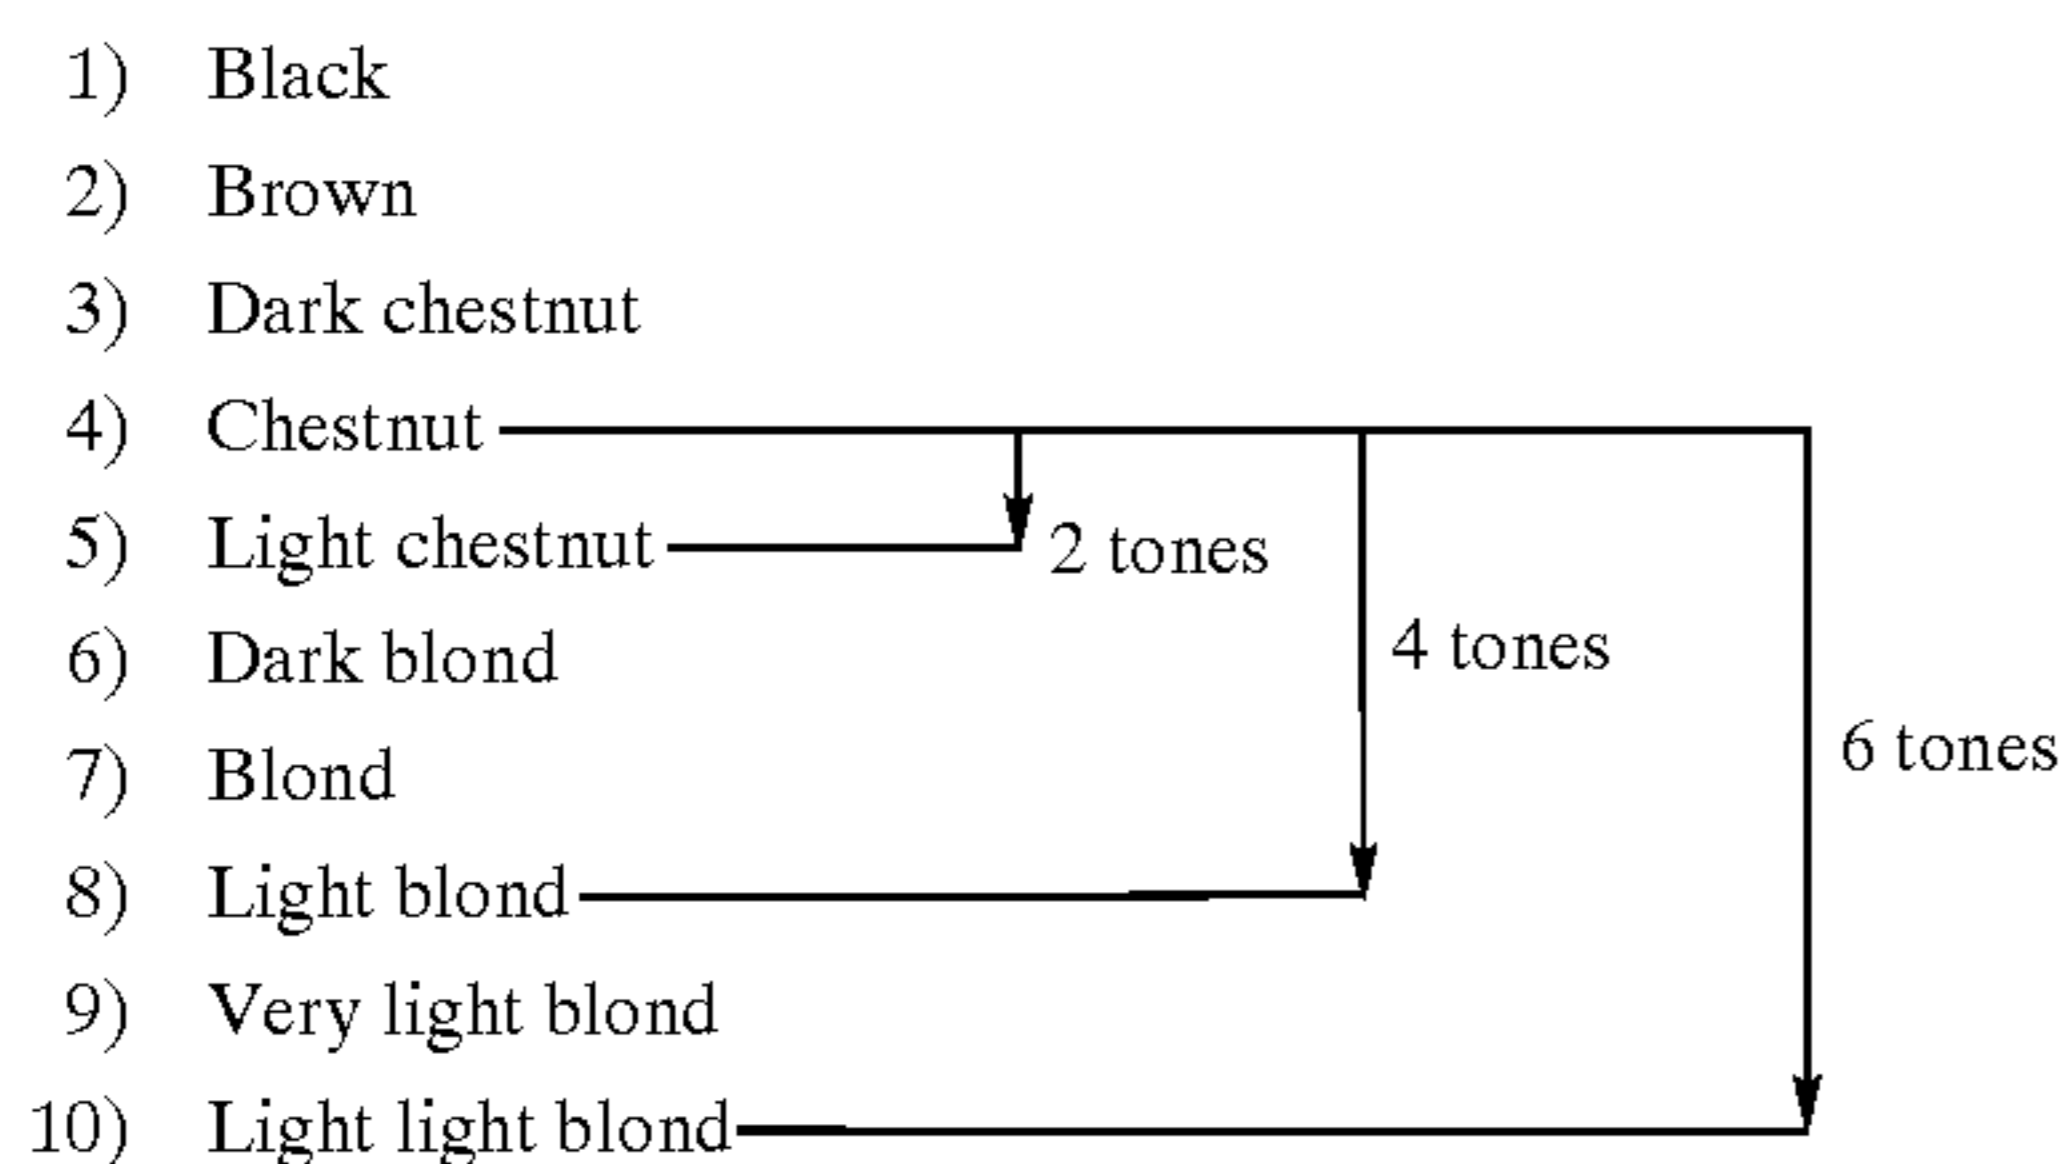 1) Black
2) Brown
3) Dark chestnut
4) Chestnut
5) Light chestnut 2 tones
6) Dark blond 4 tones
7) Blond 6 tones
8) Light blond
9) Very light blond
10) Light light blond